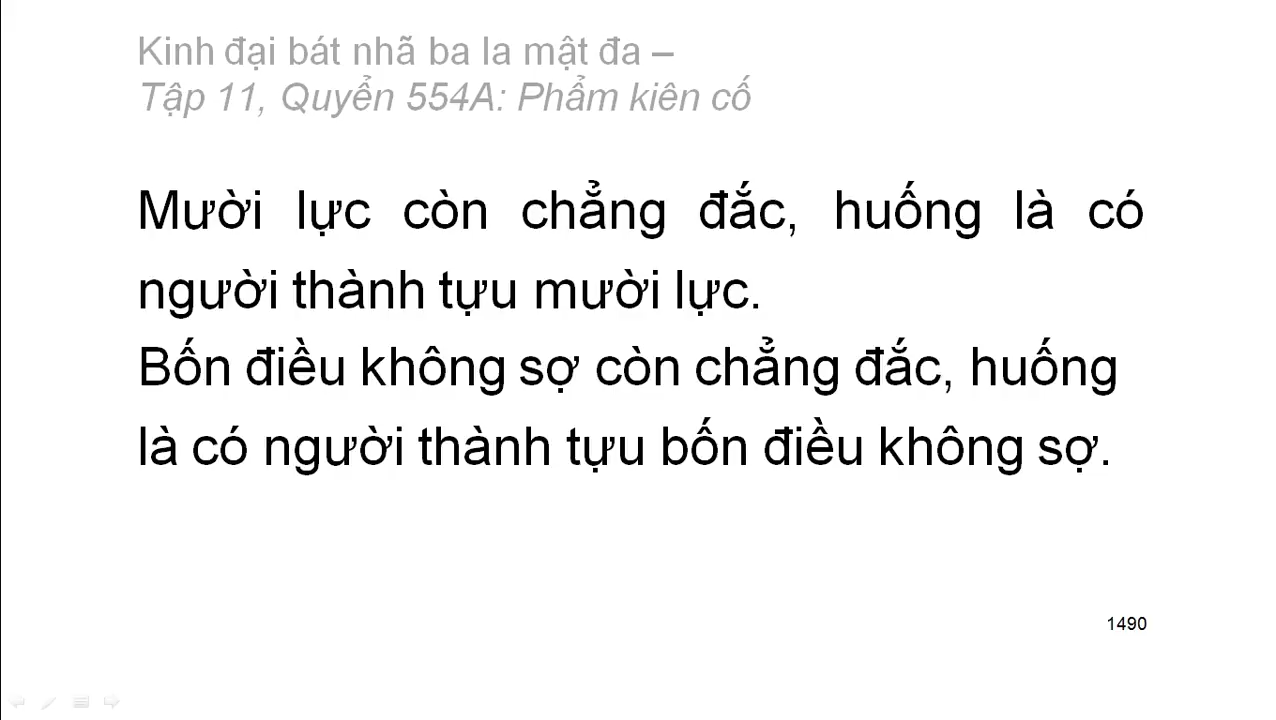 Kinh đại bát nhã ba la mật đa –
Tập 11, Quyển 554A: Phẩm kiên cố
Mười lực còn chẳng đắc, huống là có
người thành tựu mười lực.
Bốn điều không sợ còn chẳng đắc, huống
là có người thành tựu bốn điều không sợ.
1490